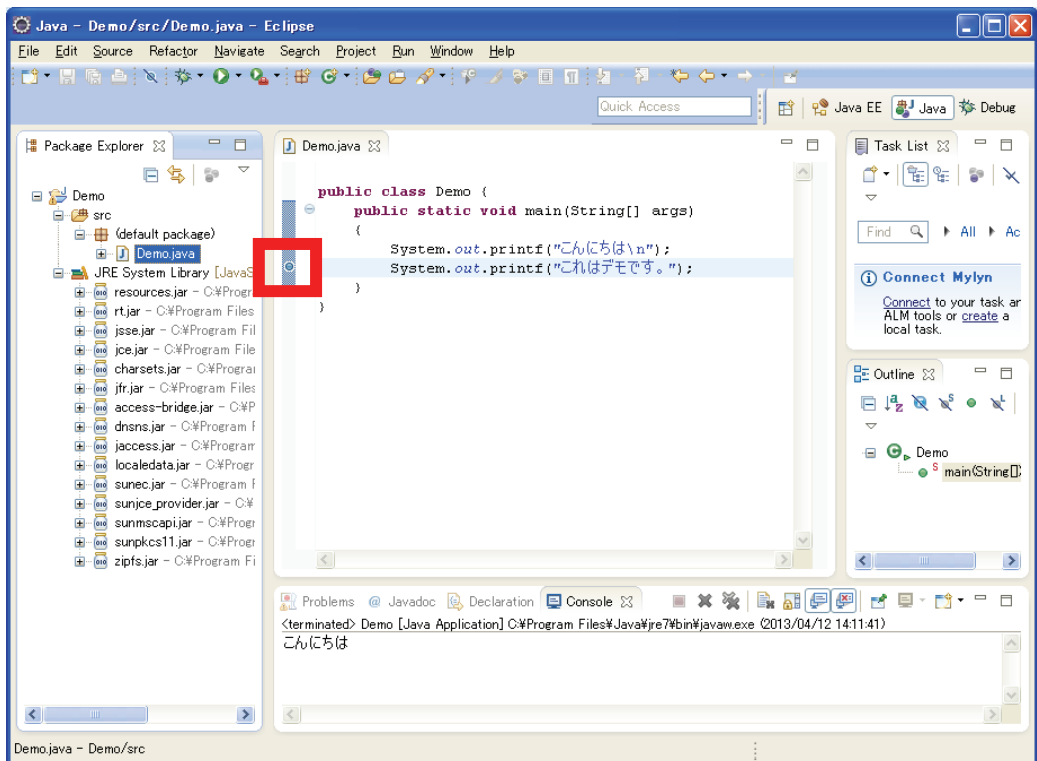 Java - Demo/src/Demo.java - Eclipse
File Edit Source Refactor Navigate Search Project Run Window Help
Quick Access
Java EE Java Debug
Package Explorer
Demo
src
(default package)
Demo.java
JRE System Library [JavaS
resources.jar - C:¥Progr
rt.jar - C:¥Program Files
jsse.jar - C:¥Program Fil
jce.jar - C:¥Program File
charsets.jar - C:¥Progra
jfr.jar - C:¥Program Files
access-bridge.jar - C:¥P
dnsns.jar - C:¥Program F
jaccess.jar - C:¥Program
localedata.jar - C:¥Progr
sunec.jar - C:¥Program F
sunjce_provider.jar - C:¥
sunmscapi.jar - C:¥Progr
sunpkcs11.jar - C:¥Progr
zipfs.jar - C:¥Program Fi
Demo.java
public class Demo {
public static void main(String[] args)
{
System.out.printf("こんにちは\n");
System.out.printf("これはデモです。");
}
}
Task List
Find All Ac
Connect Mylyn
Connect to your task ar
ALM tools or create a
local task.
Outline
Demo
main(String[])
Problems @ Javadoc Declaration Console
<terminated> Demo [Java Application] C:¥Program Files¥Java¥jre7¥bin¥javaw.exe (2013/04/12 14:11:41)
こんにちは
Demo.java - Demo/src